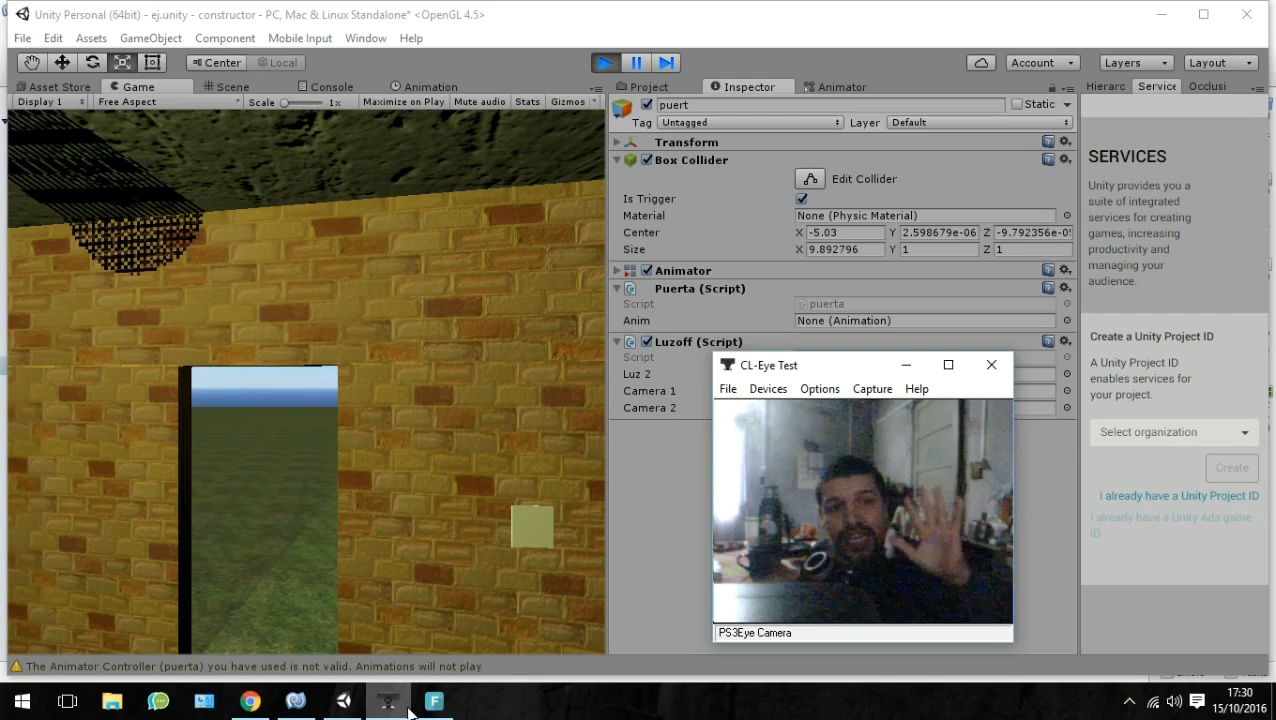 Unity Personal (64bit) - ej.unity - constructor - PC, Mac & Linux Standalone* <OpenGL 4.5>
File Edit Assets GameObject Component Mobile Input Window Help
Center Local Account Layers Layout
Asset Store Game Scene Console Animation Project Inspector Animator Hierarc Service Occlusi
Display 1 Free Aspect Scale 1x Maximize on Play Mute audio Stats Gizmos
puert Static
Tag Untagged Layer Default
Transform
Box Collider
Edit Collider
Is Trigger
Material None (Physic Material)
Center X -5.03 Y 2.598679e-06 Z -9.792356e-0
Size X 9.892796 Y 1 Z 1
Animator
Puerta (Script)
Script puerta
Anim None (Animation)
Luzoff (Script)
Script
Luz 2
Camera 1
Camera 2
CL-Eye Test
File Devices Options Capture Help
PS3Eye Camera
SERVICES
Unity provides you a
suite of integrated
services for creating
games, increasing
productivity and
managing your
audience.
Create a Unity Project ID
A Unity Project ID
enables services for
your project.
Select organization
Create
I already have a Unity Project ID
I already have a Unity Ads game
ID
The Animator Controller (puerta) you have used is not valid. Animations will not play
F
17:30
15/10/2016